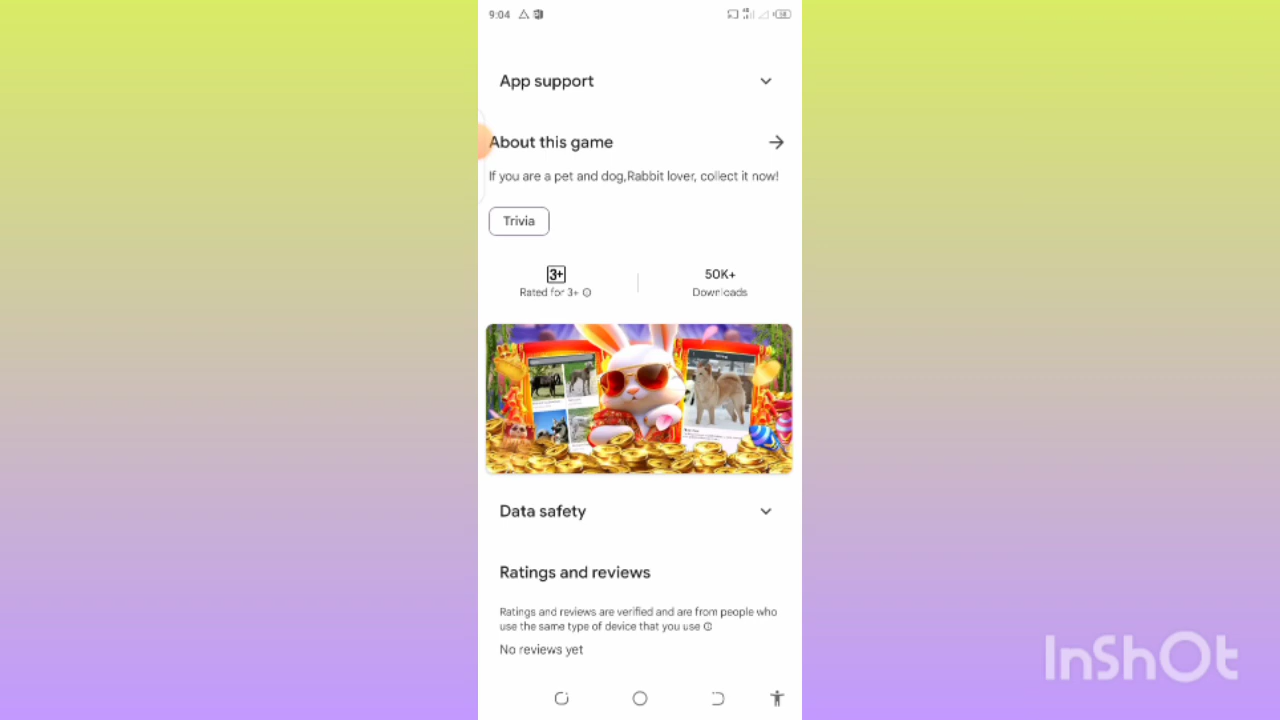 9:04
App support
About this game
If you are a pet and dog,Rabbit lover, collect it now!
Trivia
3+
50K+
Rated for 3+
Downloads
Data safety
Ratings and reviews
Ratings and reviews are verified and are from people who
use the same type of device that you use
No reviews yet
InShOt